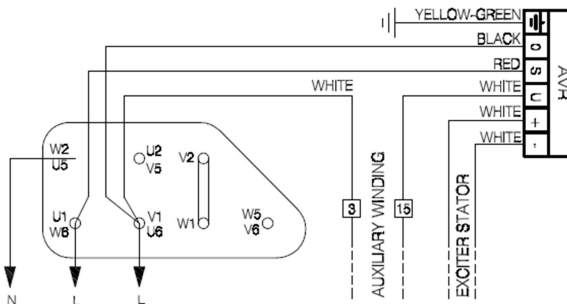 YELLOW-GREEN
BLACK
0
RED
S
WHITE
WHITE
U
WHITE
+
WHITE
-
AVR
W2
U5
U2
V5
V2
U1
W6
V1
U6
W1
W5
V6
3
AUXILIARY WINDING
15
EXCITER STATOR
N
L
L